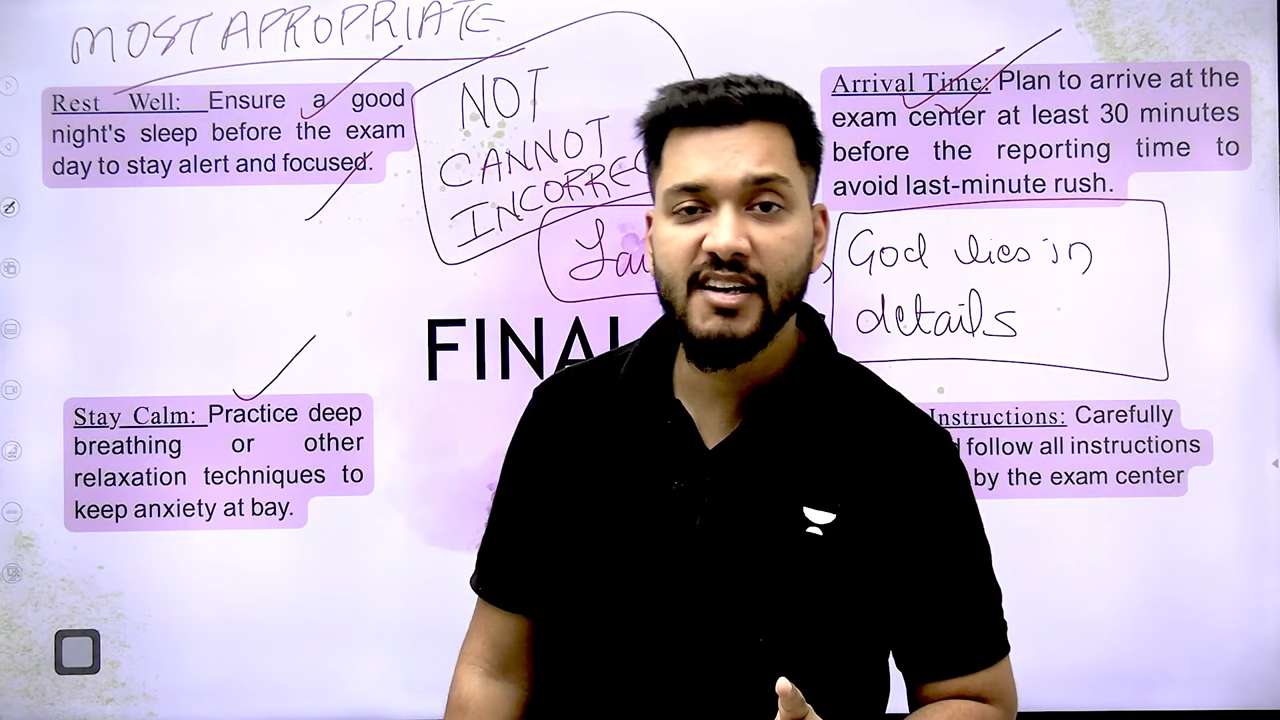 MOST APROPRIATE
Rest Well: Ensure a good
night's sleep before the exam
day to stay alert and focused.
NOT
CANNOT
INCORREC
Arrival Time: Plan to arrive at the
exam center at least 30 minutes
before the reporting time to
avoid last-minute rush.
God lies in
details
FINAL
Stay Calm: Practice deep
breathing or other
relaxation techniques to
keep anxiety at bay.
Instructions: Carefully
follow all instructions
by the exam center